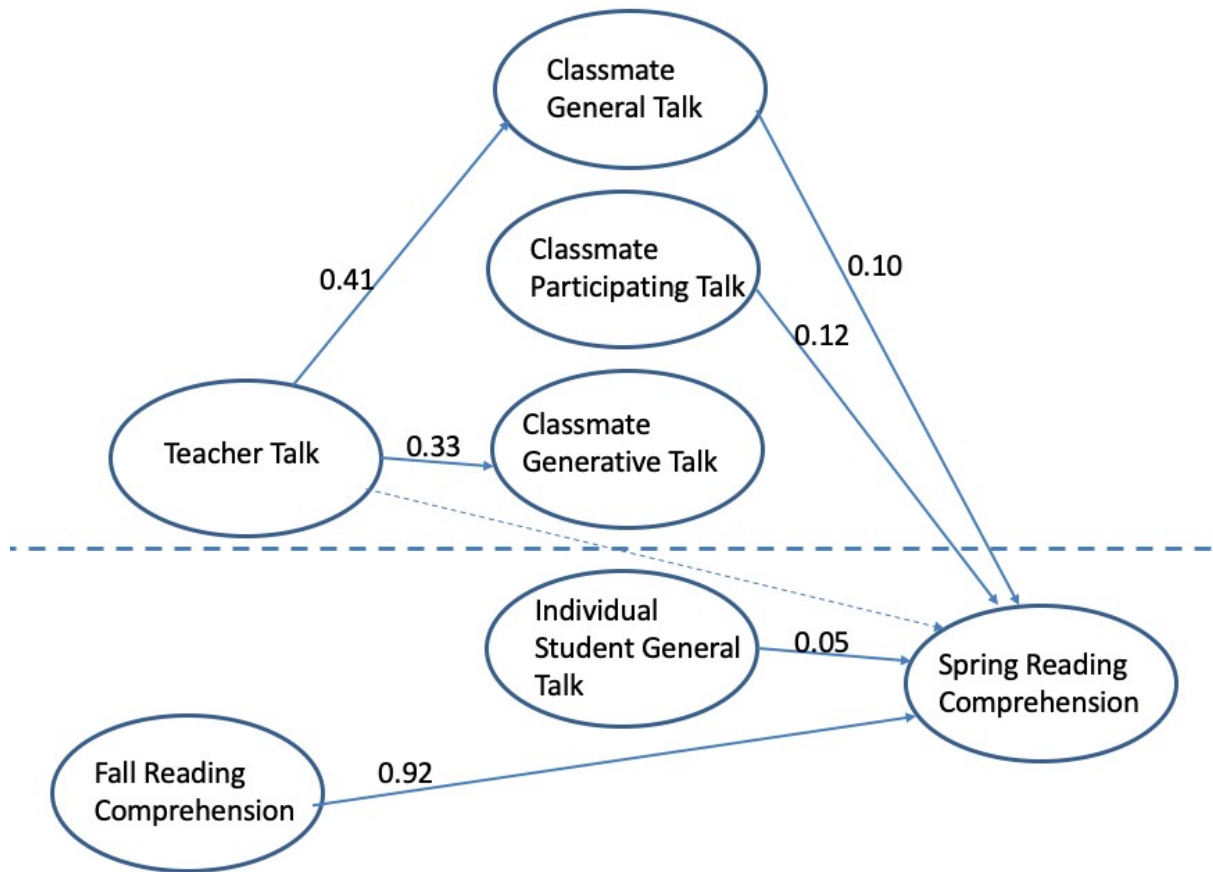 Classmate
General Talk
Classmate
Participating Talk
0.10
0.41
0.12
Classmate
Generative Talk
Teacher Talk
0.33
Individual
Student General
Talk
0.05
Spring Reading
Comprehension
Fall Reading
Comprehension
0.92